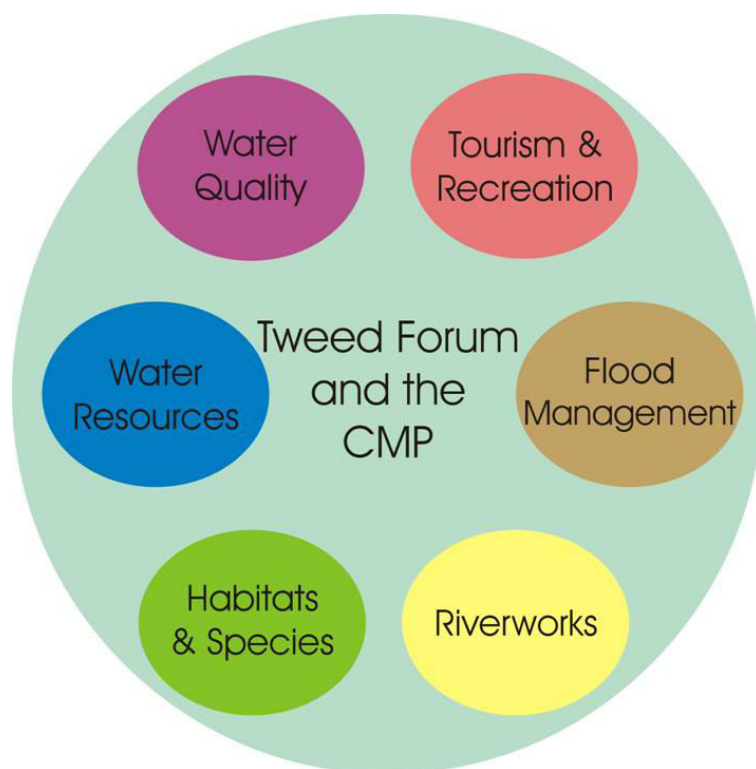 Water
Quality
Tourism &
Recreation
Water
Resources
Tweed Forum
and the
CMP
Flood
Management
Habitats
& Species
Riverworks